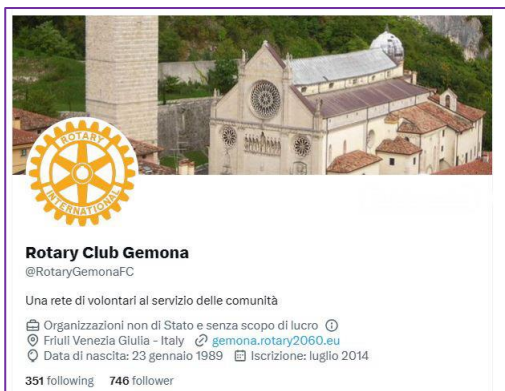 ROTARY
INTERNATIONAL
Rotary Club Gemona
@RotaryGemonaFC
Una rete di volontari al servizio delle comunità
Organizzazioni non di Stato e senza scopo di lucro
Friuli Venezia Giulia - Italy gemona.rotary2060.eu
Data di nascita: 23 gennaio 1989 Iscrizione: luglio 2014
351 following 746 follower